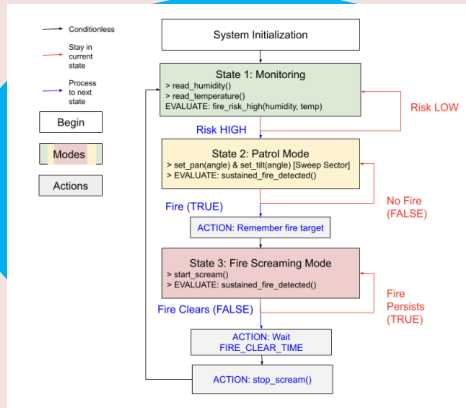 Conditionless
Stay in
current
state
Process
to next
state
Begin
Modes
Actions
System Initialization
State 1: Monitoring
> read_humidity()
> read_temperature()
EVALUATE: fire_risk_high(humidity, temp)
Risk LOW
Risk HIGH
State 2: Patrol Mode
> set_pan(angle) & set_tilt(angle) [Sweep Sector]
> EVALUATE: sustained_fire_detected()
No Fire
(FALSE)
Fire (TRUE)
ACTION: Remember fire target
State 3: Fire Screaming Mode
> start_scream()
> EVALUATE: sustained_fire_detected()
Fire
Persists
(TRUE)
Fire Clears (FALSE)
ACTION: Wait
FIRE_CLEAR_TIME
ACTION: stop_scream()